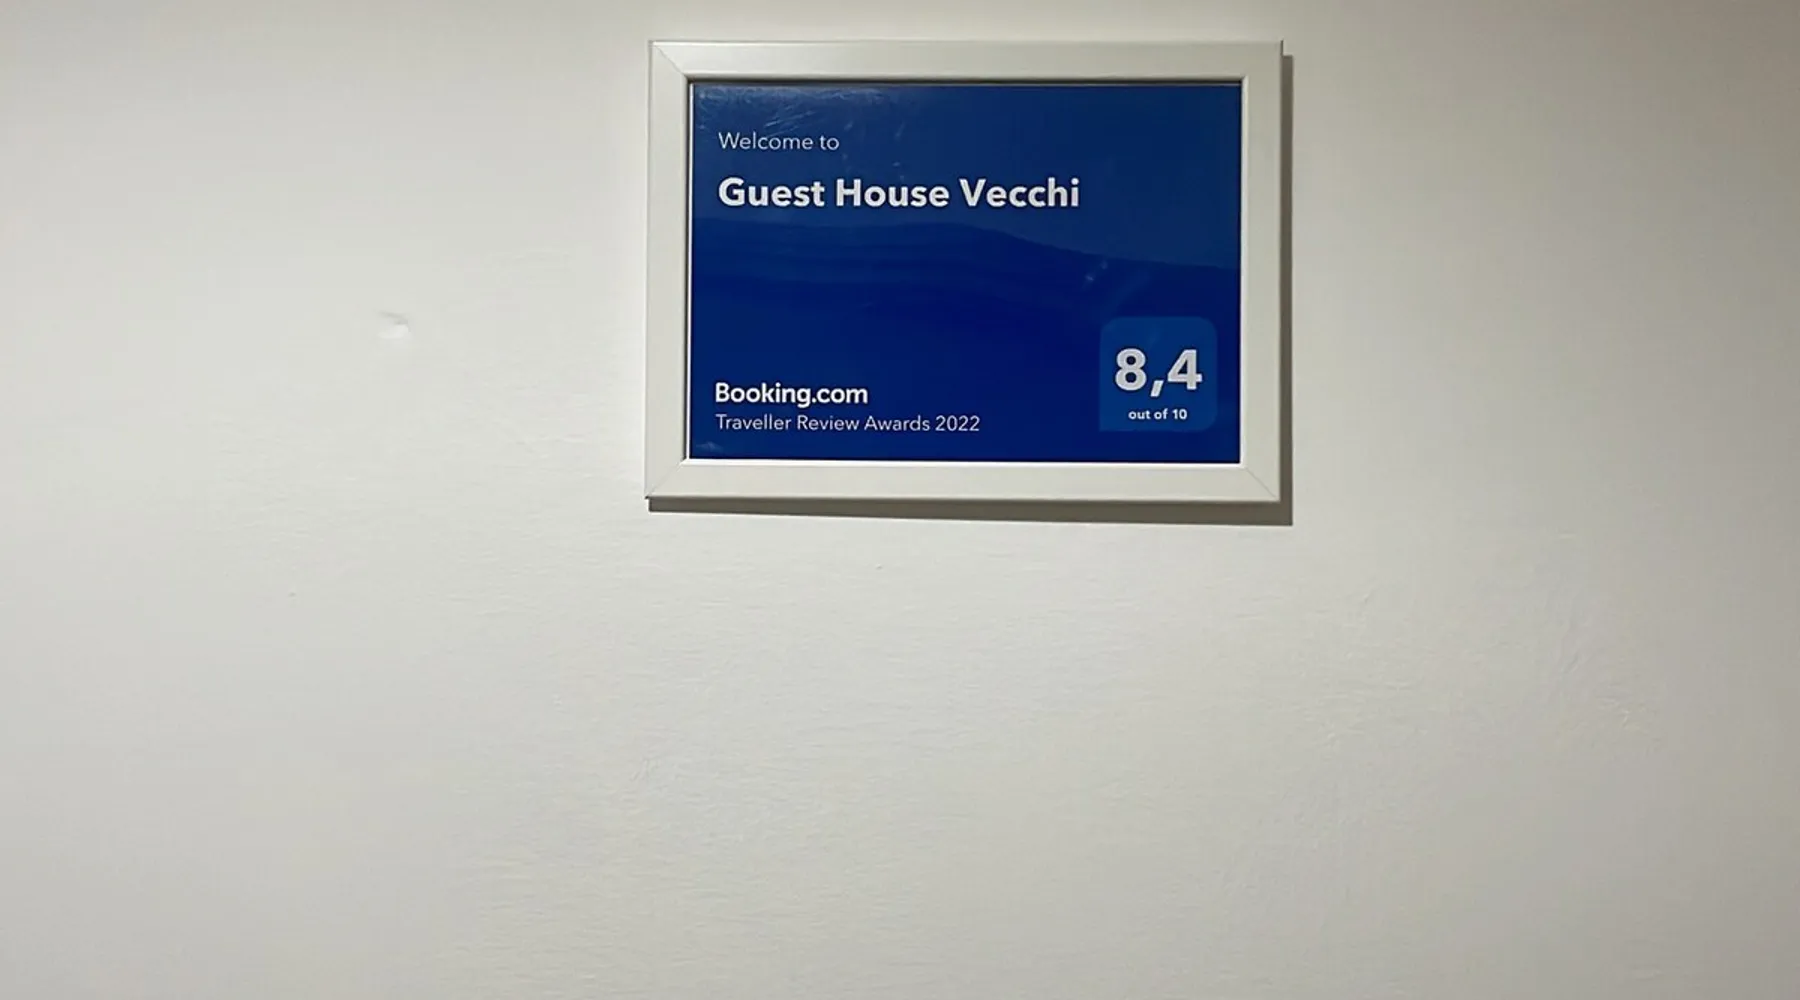 Welcome to
Guest House Vecchi
8,4
out of 10
Booking.com
Traveller Review Awards 2022